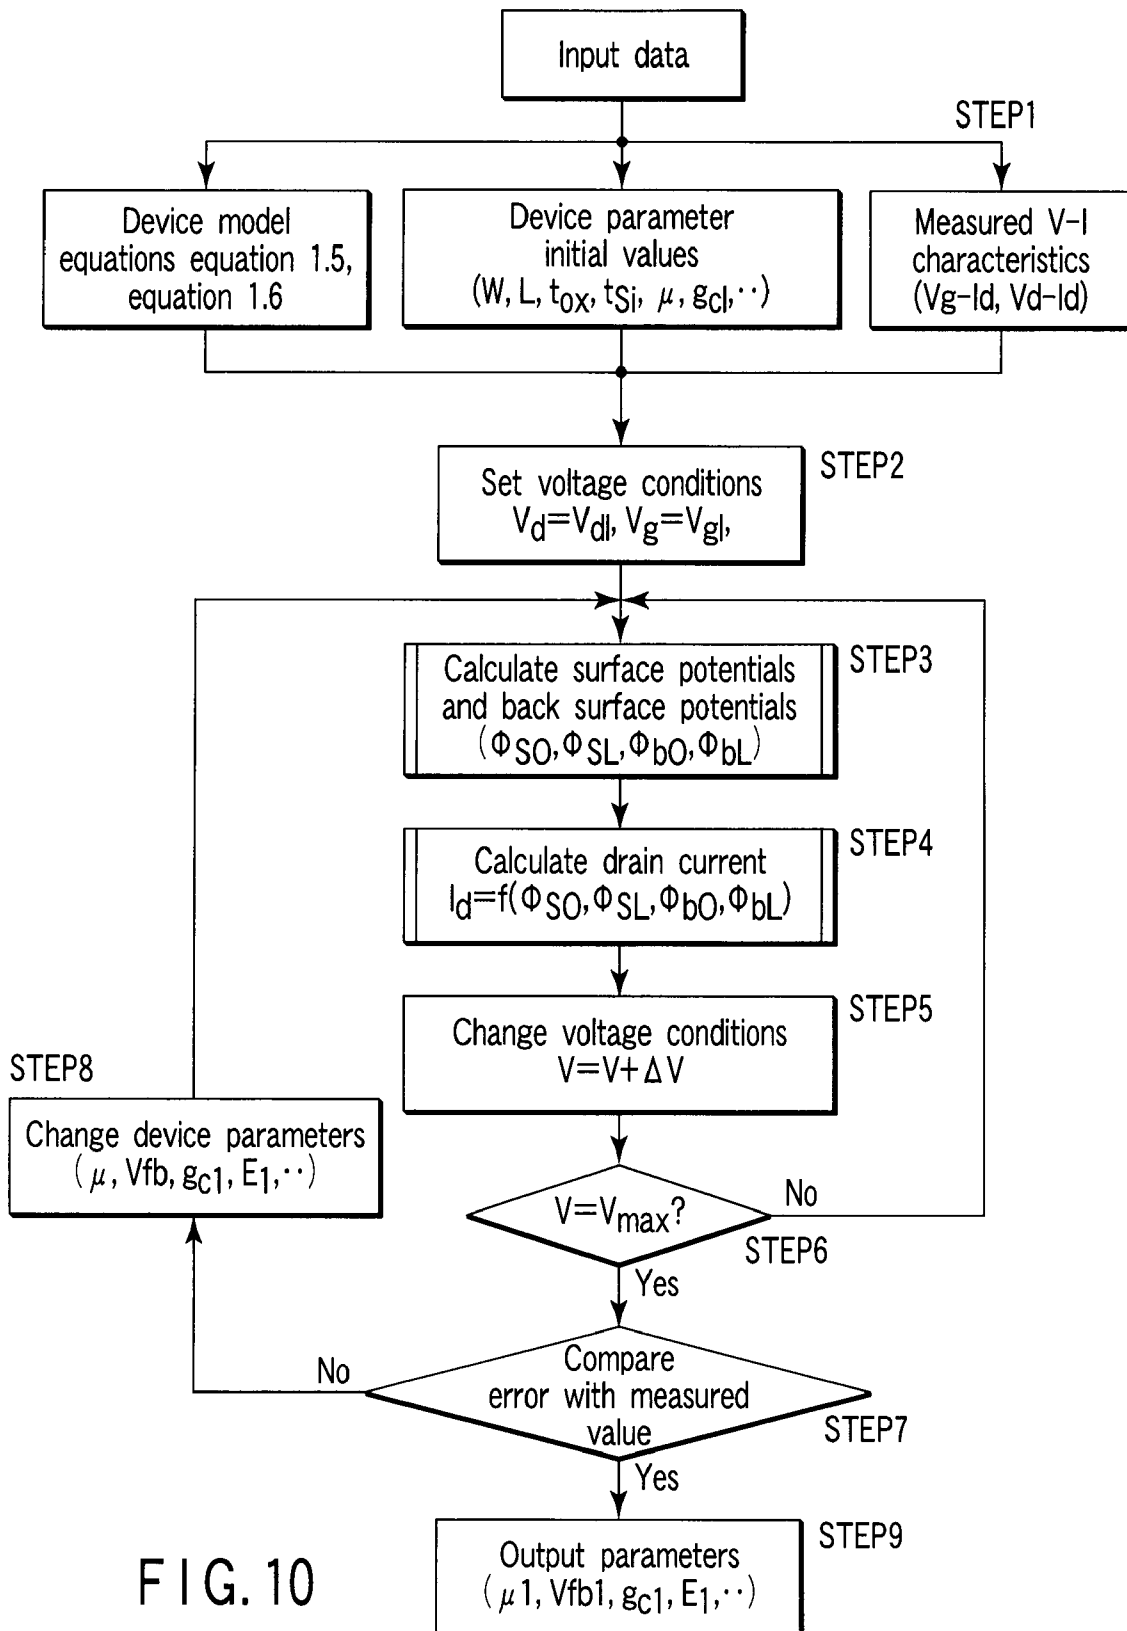 Input data
STEP1
Device model
equations equation 1.5,
equation 1.6
Device parameter
initial values
(W, L, tox, tSi, μ, gcl,··)
Measured V-I
characteristics
(Vg-Id, Vd-Id)
STEP2
Set voltage conditions
Vd=Vdl, Vg=Vgl,
STEP3
Calculate surface potentials
and back surface potentials
(ΦSO, ΦSL, ΦbO, ΦbL)
STEP4
Calculate drain current
Id=f(ΦSO, ΦSL, ΦbO, ΦbL)
STEP5
Change voltage conditions
V=V+ΔV
STEP8
Change device parameters
(μ, Vfb, gc1, E1,··)
V=Vmax?
No
STEP6
Yes
Compare
error with measured
value
No
STEP7
Yes
STEP9
Output parameters
(μ1, Vfb1, gc1, E1,··)
FIG. 10